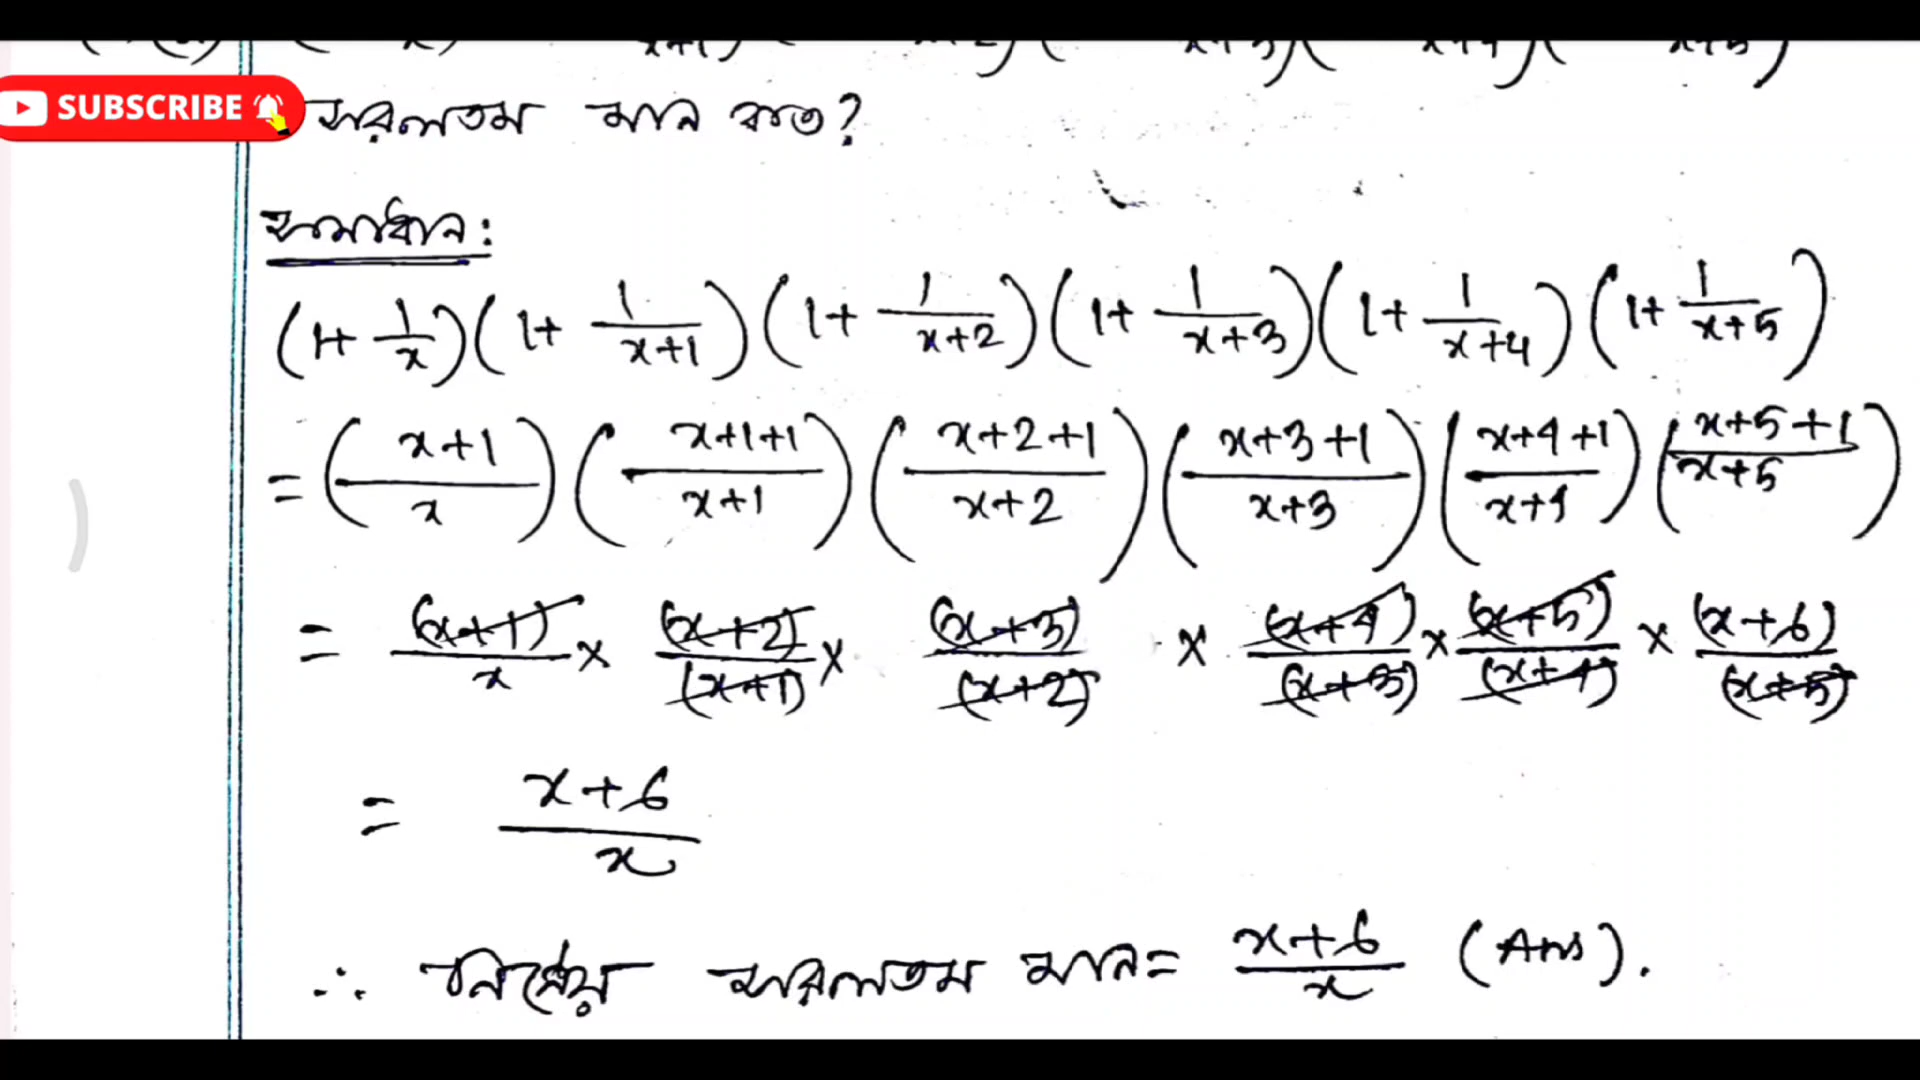 SUBSCRIBE
সরলতম মান কত?
সমাধান:
(1+ 1/x)(1+ 1/(x+1))(1+ 1/(x+2))(1+ 1/(x+3))(1+ 1/(x+4))(1+ 1/(x+5))
= ((x+1)/x)((x+1+1)/(x+1))((x+2+1)/(x+2))((x+3+1)/(x+3))((x+4+1)/(x+4))((x+5+1)/(x+5))
= (x+1)/x × (x+2)/(x+1) × (x+3)/(x+2) × (x+4)/(x+3) × (x+5)/(x+4) × (x+6)/(x+5)
= (x+6)/x
∴ নির্ণেয় সরলতম মান = (x+6)/x (Ans).